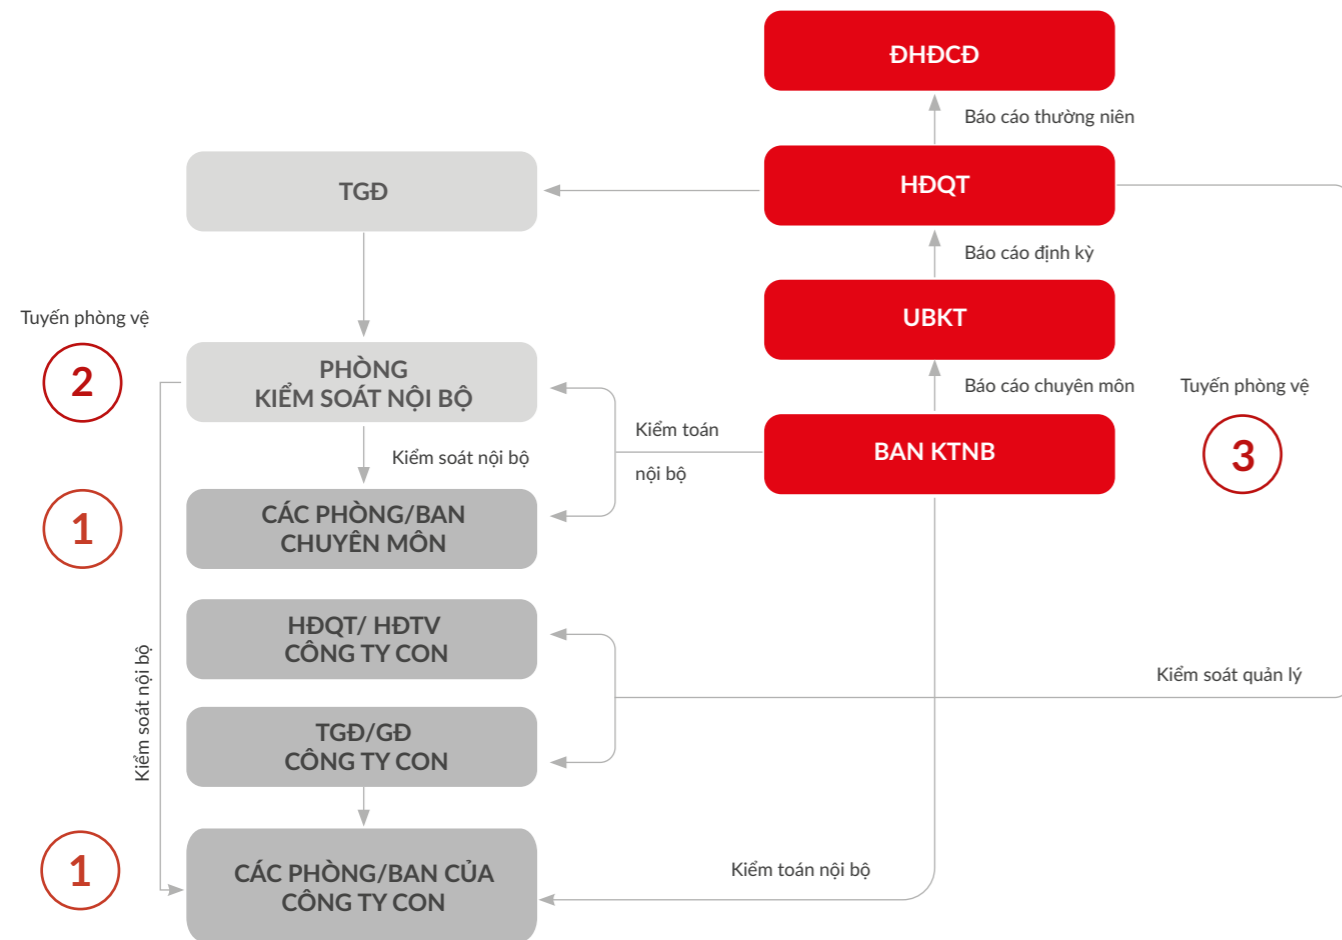 ĐHĐCĐ
Báo cáo thường niên
TGĐ
HĐQT
Báo cáo định kỳ
Tuyến phòng vệ
2
PHÒNG
KIỂM SOÁT NỘI BỘ
UBKT
Báo cáo chuyên môn
Tuyến phòng vệ
3
Kiểm soát nội bộ
Kiểm toán
nội bộ
BAN KTNB
1
CÁC PHÒNG/BAN
CHUYÊN MÔN
HĐQT/ HĐTV
CÔNG TY CON
Kiểm soát nội bộ
Kiểm soát quản lý
TGĐ/GĐ
CÔNG TY CON
1
CÁC PHÒNG/BAN CỦA
CÔNG TY CON
Kiểm toán nội bộ